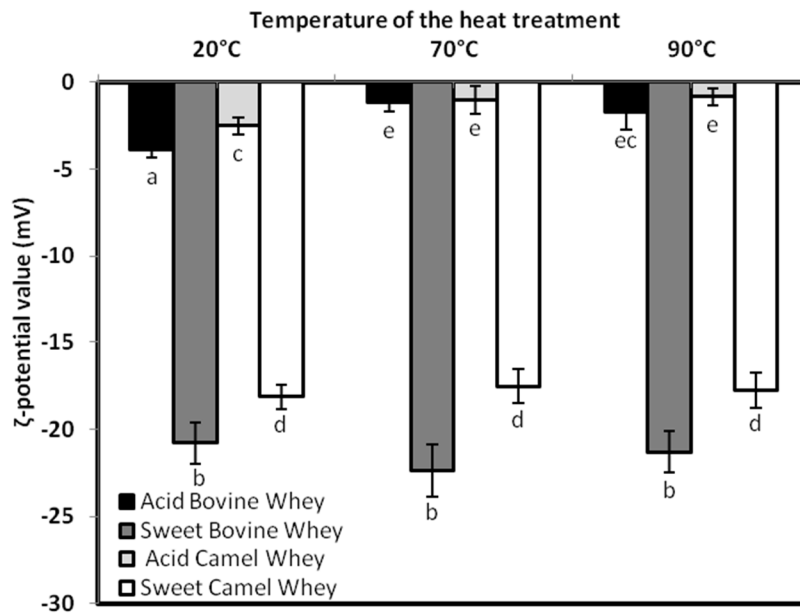 Temperature of the heat treatment
20°C 70°C 90°C
0
-5
-10
-15
-20
-25
-30
ζ-potential value (mV)
a
b
c
d
e
b
e
d
ec
b
e
d
Acid Bovine Whey
Sweet Bovine Whey
Acid Camel Whey
Sweet Camel Whey